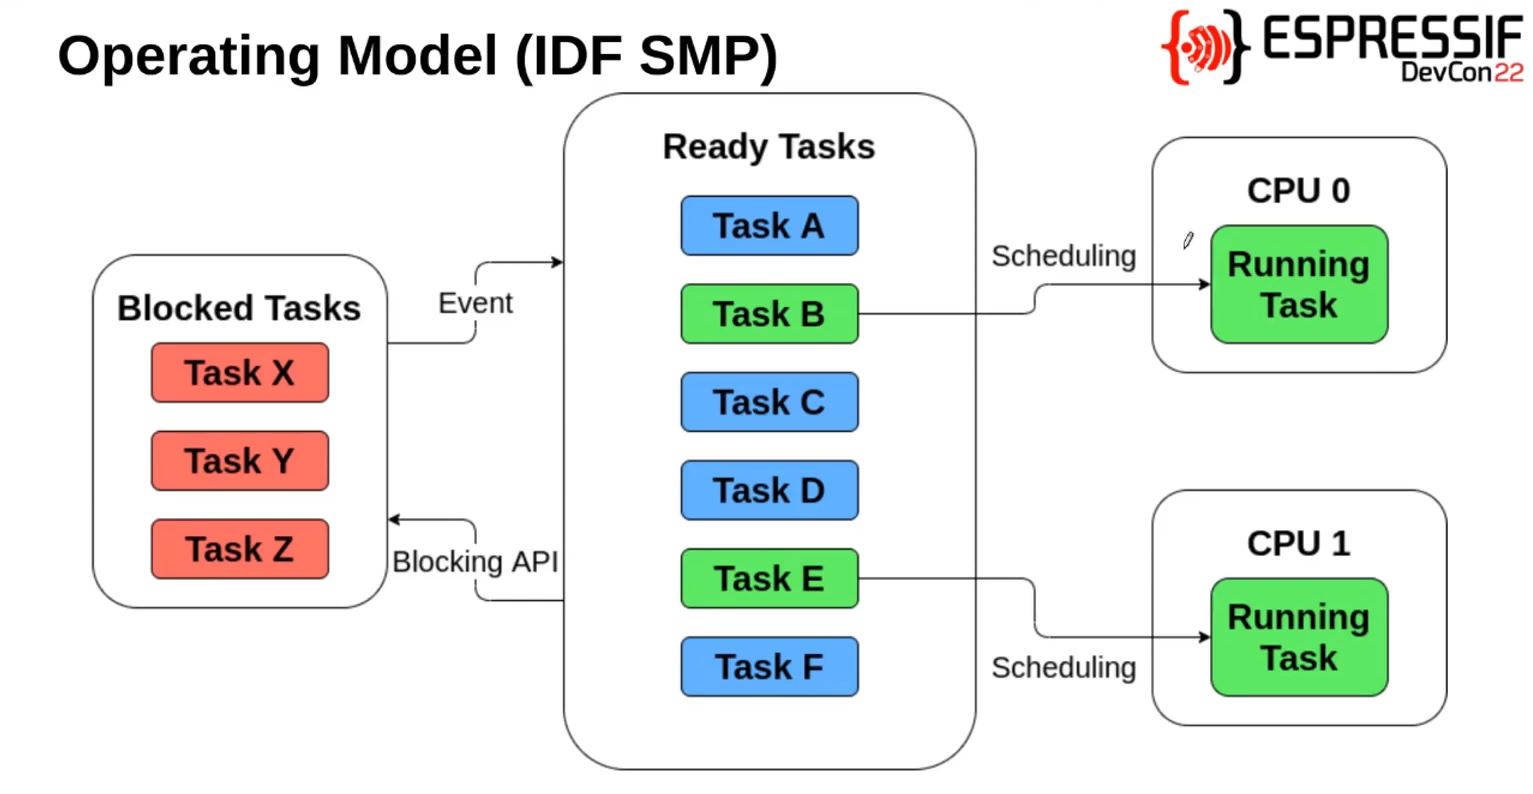 Operating Model (IDF SMP)
ESPRESSIF
DevCon22
Blocked Tasks
Task X
Task Y
Task Z
Event
Blocking API
Ready Tasks
Task A
Task B
Task C
Task D
Task E
Task F
Scheduling
Scheduling
CPU 0
Running
Task
CPU 1
Running
Task